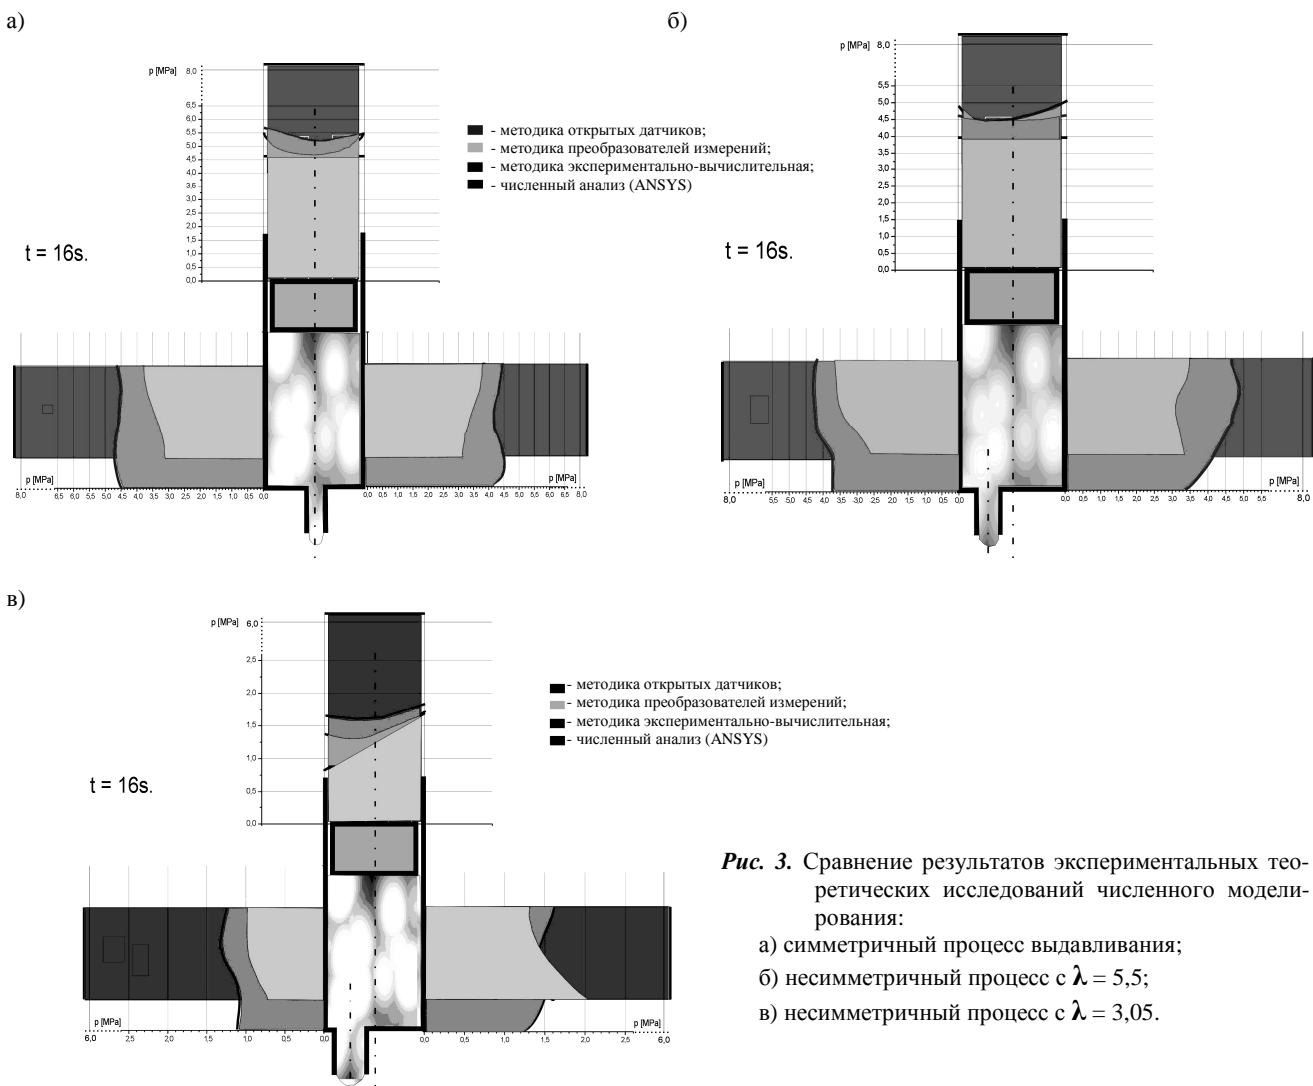 а)
p [MPa]
8,0
6,5
6,0
5,5
5,0
4,5
4,0
3,5
3,0
2,5
2,0
1,5
1,0
0,5
0,0
t = 16s.
- методика открытых датчиков;
- методика преобразователей измерений;
- методика экспериментально-вычислительная;
- численный анализ (ANSYS)
p [MPa]
8,0 6,5 6,0 5,5 5,0 4,5 4,0 3,5 3,0 2,5 2,0 1,5 1,0 0,5 0,0
p [MPa]
0,0 0,5 1,0 1,5 2,0 2,5 3,0 3,5 4,0 4,5 5,0 5,5 6,0 6,5 8,0
б)
p [MPa]
8,0
5,5
5,0
4,5
4,0
3,5
3,0
2,5
2,0
1,5
1,0
0,5
0,0
t = 16s.
p [MPa]
8,0 5,5 5,0 4,5 4,0 3,5 3,0 2,5 2,0 1,5 1,0 0,5 0,0
p [MPa]
0,0 0,5 1,0 1,5 2,0 2,5 3,0 3,5 4,0 4,5 5,0 5,5 8,0
в)
p [MPa]
6,0
2,5
2,0
1,5
1,0
0,5
0,0
t = 16s.
- методика открытых датчиков;
- методика преобразователей измерений;
- методика экспериментально-вычислительная;
- численный анализ (ANSYS)
p [MPa]
6,0 2,5 2,0 1,5 1,0 0,5 0,0
p [MPa]
0,0 0,5 1,0 1,5 2,0 2,5 6,0
Рис. 3. Сравнение результатов экспериментальных тео-
ретических исследований численного модели-
рования:
а) симметричный процесс выдавливания;
б) несимметричный процесс с λ = 5,5;
в) несимметричный процесс с λ = 3,05.